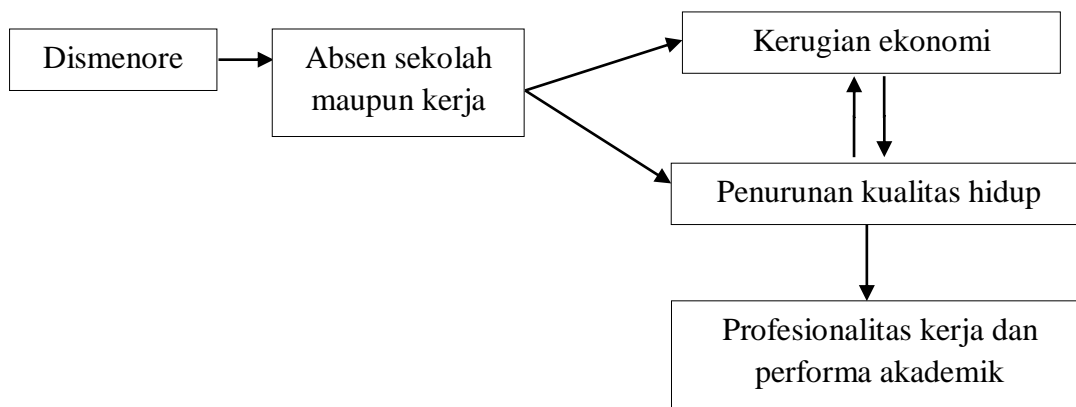 Dismenore
Absen sekolah
maupun kerja
Kerugian ekonomi
Penurunan kualitas hidup
Profesionalitas kerja dan
performa akademik